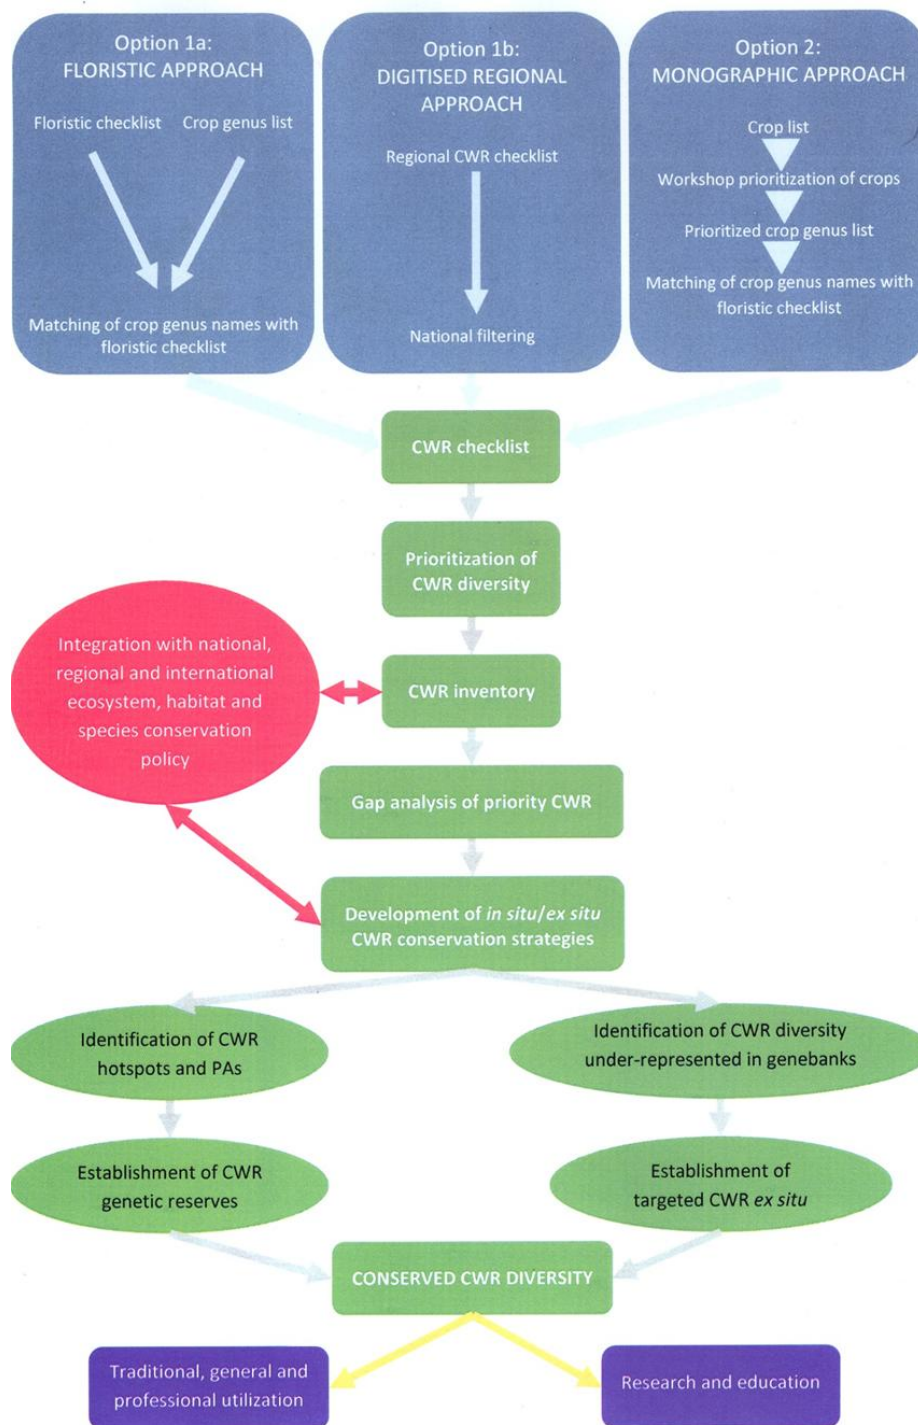 Option 1a:
FLORISTIC APPROACH
Floristic checklist
Crop genus list
Matching of crop genus names with
floristic checklist
Option 1b:
DIGITISED REGIONAL
APPROACH
Regional CWR checklist
National filtering
Option 2:
MONOGRAPHIC APPROACH
Crop list
Workshop prioritization of crops
Prioritized crop genus list
Matching of crop genus names with
floristic checklist
CWR checklist
Prioritization of
CWR diversity
Integration with national,
regional and international
ecosystem, habitat and
species conservation
policy
CWR inventory
Gap analysis of priority CWR
Development of in situ/ex situ
CWR conservation strategies
Identification of CWR
hotspots and PAs
Identification of CWR diversity
under-represented in genebanks
Establishment of CWR
genetic reserves
Establishment of
targeted CWR ex situ
CONSERVED CWR DIVERSITY
Traditional, general and
professional utilization
Research and education